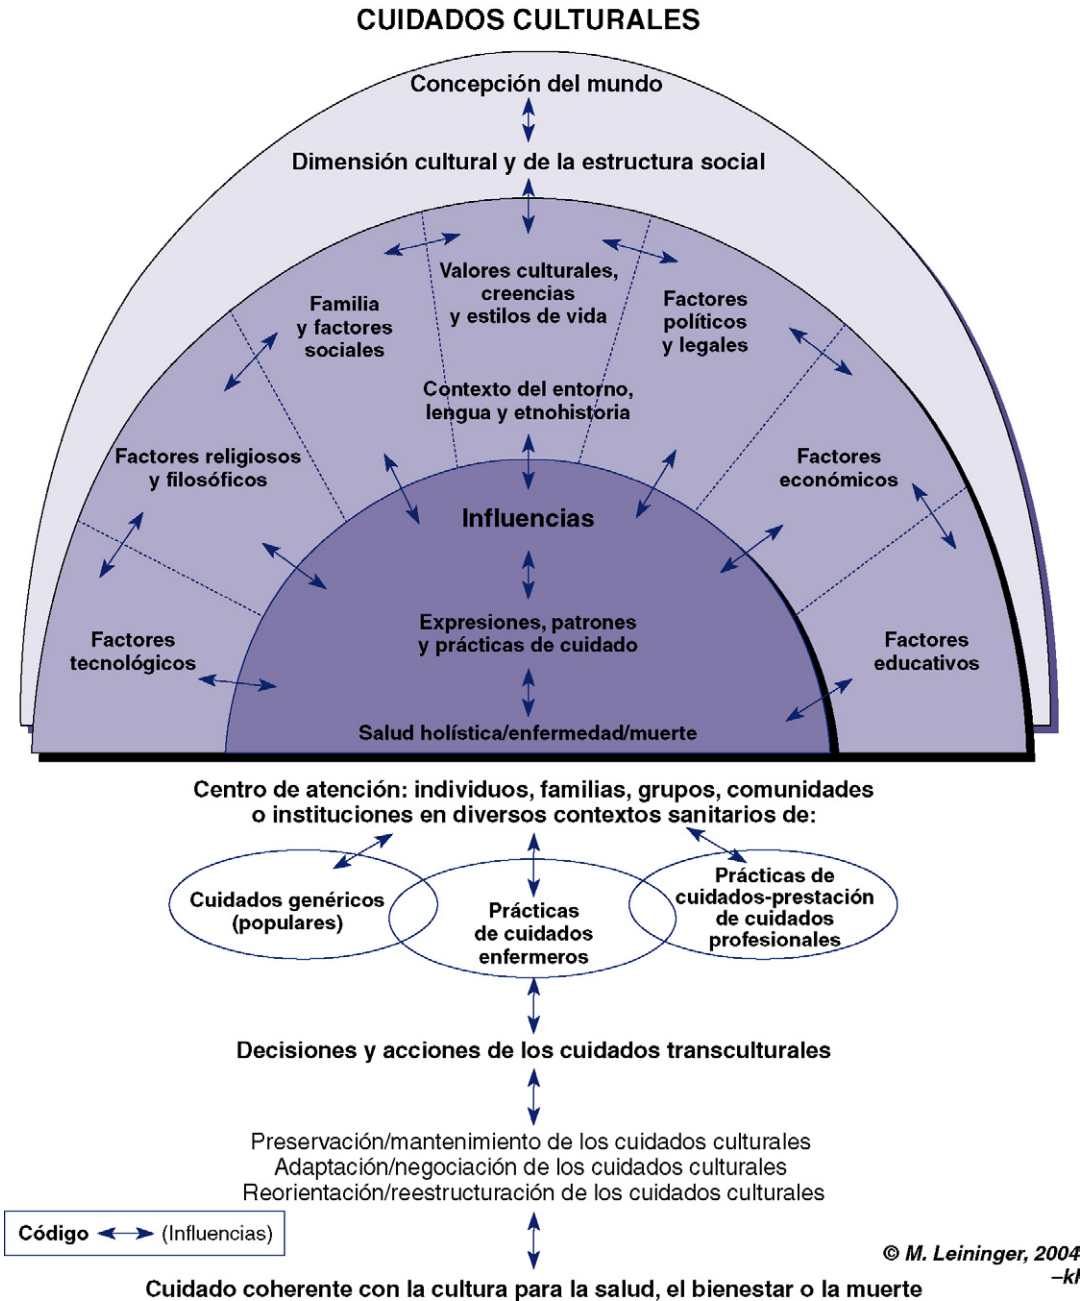 CUIDADOS CULTURALES
Concepción del mundo
Dimensión cultural y de la estructura social
Valores culturales,
creencias
y estilos de vida
Familia
y factores
sociales
Factores
políticos
y legales
Contexto del entorno,
lengua y etnohistoria
Factores religiosos
y filosóficos
Factores
económicos
Influencias
Expresiones, patrones
y prácticas de cuidado
Factores
tecnológicos
Factores
educativos
Salud holística/enfermedad/muerte
Centro de atención: individuos, familias, grupos, comunidades
o instituciones en diversos contextos sanitarios de:
Cuidados genéricos
(populares)
Prácticas
de cuidados
enfermeros
Prácticas de
cuidados-prestación
de cuidados
profesionales
Decisiones y acciones de los cuidados transculturales
Preservación/mantenimiento de los cuidados culturales
Adaptación/negociación de los cuidados culturales
Reorientación/reestructuración de los cuidados culturales
Código (Influencias)
© M. Leininger, 2004
Cuidado coherente con la cultura para la salud, el bienestar o la muerte